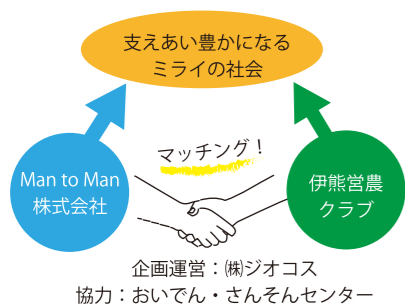 支えあい豊かになる
ミライの社会
マッチング！
Man to Man
株式会社
伊熊営農
クラブ
企画運営：㈱ジオコス
協力：おいでん・さんそんセンター